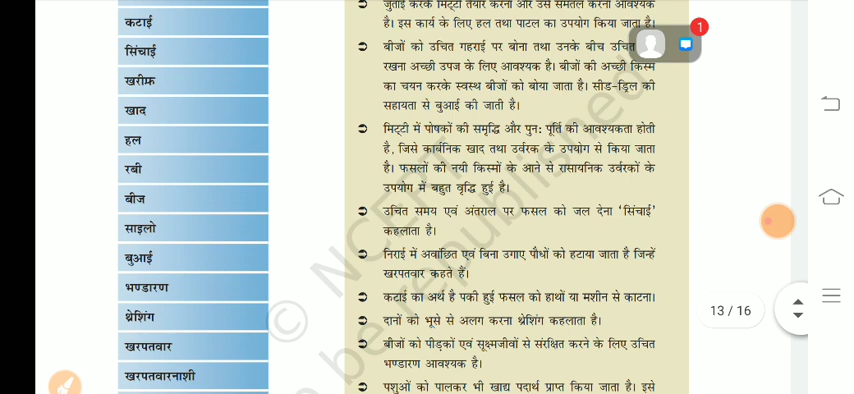 कटाई
सिंचाई
खरीफ़
खाद
हल
रबी
बीज
साइलो
बुआई
भण्डारण
थ्रेशिंग
खरपतवार
खरपतवारनाशी
जुताई करके मिट्टी तैयार करना और उसे समतल करना आवश्यक
है। इस कार्य के लिए हल तथा पाटल का उपयोग किया जाता है।
बीजों को उचित गहराई पर बोना तथा उनके बीच उचित
रखना अच्छी उपज के लिए आवश्यक है। बीजों की अच्छी किस्म
का चयन करके स्वस्थ बीजों को बोया जाता है। सीड-ड्रिल की
सहायता से बुआई की जाती है।
मिट्टी में पोषकों की समृद्धि और पुन: पूर्ति की आवश्यकता होती
है, जिसे कार्बनिक खाद तथा उर्वरक के उपयोग से किया जाता
है। फसलों की नयी किस्मों के आने से रासायनिक उर्वरकों के
उपयोग में बहुत वृद्धि हुई है।
उचित समय एवं अंतराल पर फसल को जल देना ‘सिंचाई’
कहलाता है।
निराई में अवांछित एवं बिना उगाए पौधों को हटाया जाता है जिन्हें
खरपतवार कहते हैं।
कटाई का अर्थ है पकी हुई फसल को हाथों या मशीन से काटना।
दानों को भूसे से अलग करना थ्रेशिंग कहलाता है।
बीजों को पीड़कों एवं सूक्ष्मजीवों से संरक्षित करने के लिए उचित
भण्डारण आवश्यक है।
पशुओं को पालकर भी खाद्य पदार्थ प्राप्त किया जाता है। इसे
© NCERT
be republished
1
13 / 16